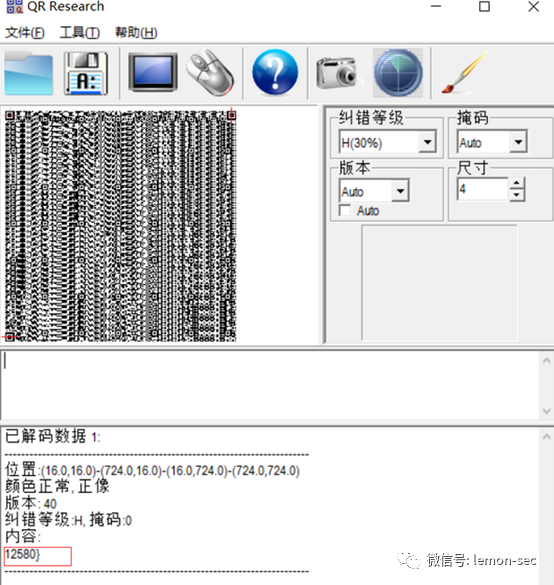 QR Research
文件(F) 工具(T) 帮助(H)
A:
?
纠错等级 掩码
H(30%) Auto
版本 尺寸
Auto 4
Auto
已解码数据 1:
位置:(16.0,16.0)-(724.0,16.0)-(16.0,724.0)-(724.0,724.0)
颜色正常, 正像
版本: 40
纠错等级:H, 掩码:0
内容:
12580}
微信号: lemon-sec